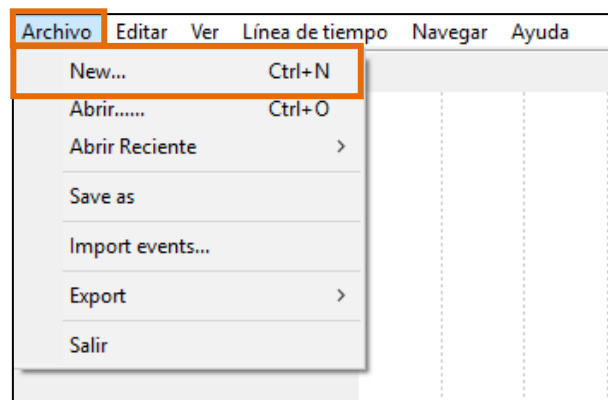 Archivo Editar Ver Línea de tiempo Navegar Ayuda
New... Ctrl+N
Abrir...... Ctrl+O
Abrir Reciente >
Save as
Import events...
Export >
Salir